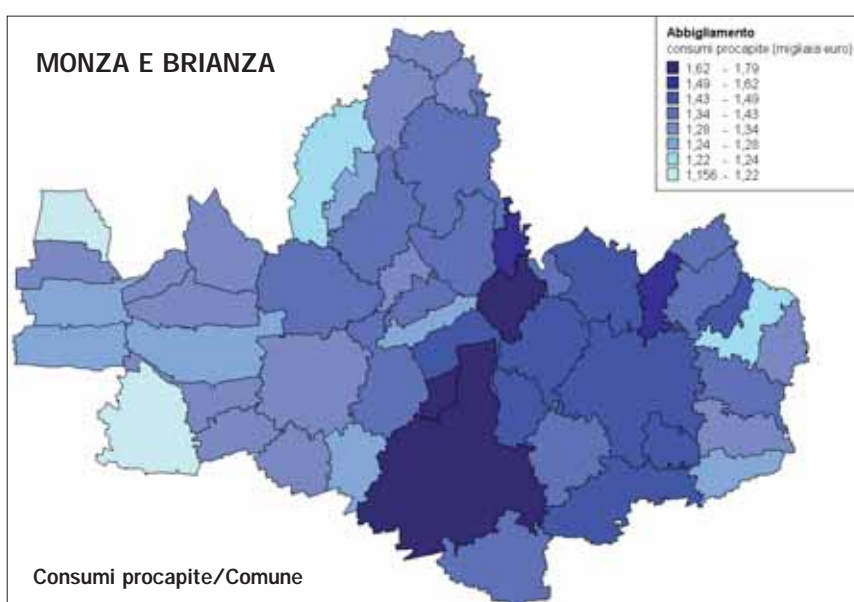 MONZA E BRIANZA
Abbigliamento
consumi procapite (migliaia euro)
1,62 - 1,79
1,49 - 1,62
1,43 - 1,49
1,34 - 1,43
1,28 - 1,34
1,24 - 1,28
1,22 - 1,24
1,156 - 1,22
Consumi procapite/Comune